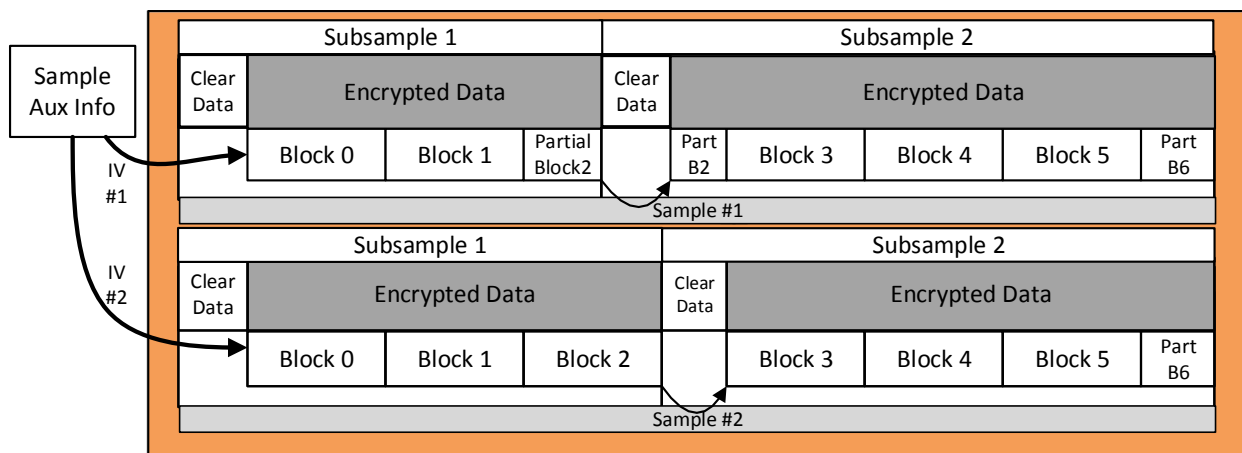 Subsample 1
Subsample 2
Sample
Aux Info
Clear
Data
Encrypted Data
Clear
Data
Encrypted Data
Block 0
Block 1
Partial
Block2
Part
B2
Block 3
Block 4
Block 5
Part
B6
IV
#1
Sample #1
Subsample 1
Subsample 2
IV
#2
Clear
Data
Encrypted Data
Clear
Data
Encrypted Data
Block 0
Block 1
Block 2
Block 3
Block 4
Block 5
Part
B6
Sample #2